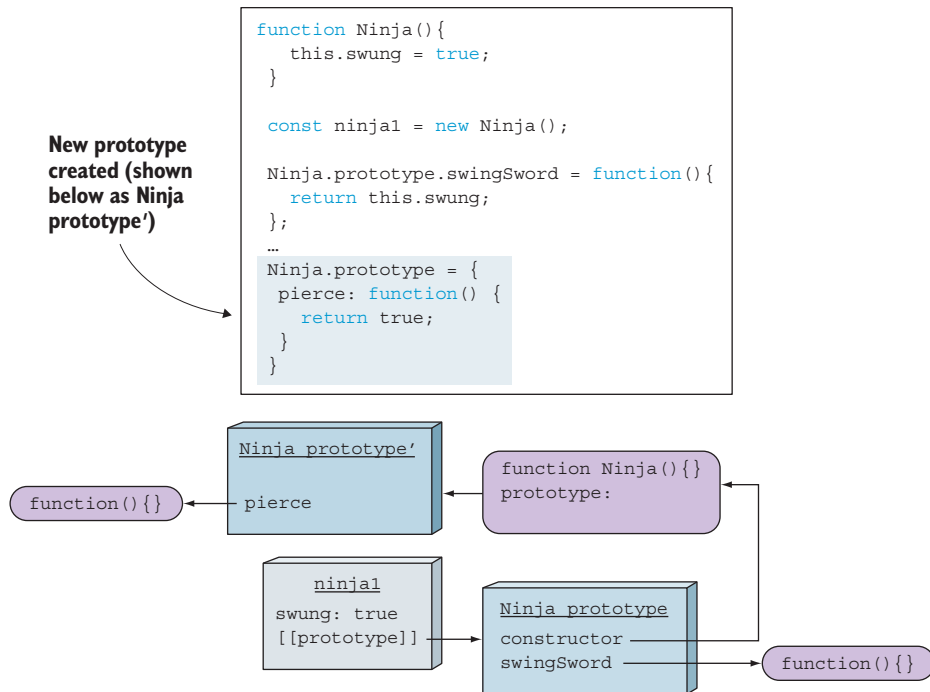 function Ninja(){
this.swung = true;
}
const ninja1 = new Ninja();
New prototype
created (shown
below as Ninja
prototype′)
Ninja.prototype.swingSword = function(){
return this.swung;
};
…
Ninja.prototype = {
pierce: function() {
return true;
}
}
Ninja prototype′
function Ninja(){}
prototype:
function(){}
pierce
ninja1
swung: true
[[prototype]]
Ninja prototype
constructor
swingSword
function(){}